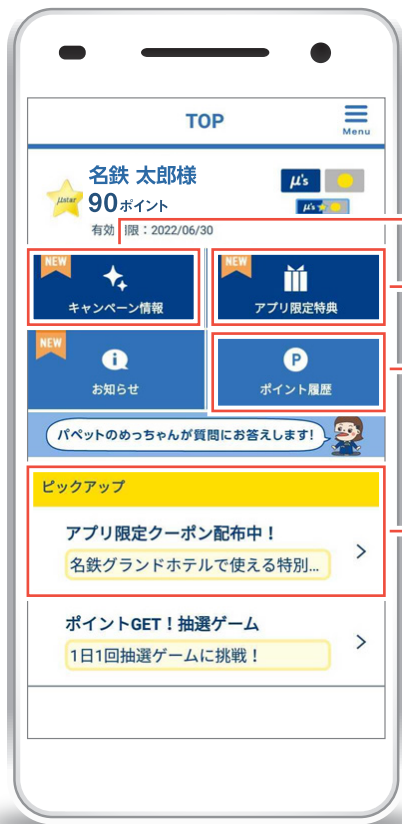 TOP
Menu
μstar
名鉄 太郎様
90ポイント
有効 限：2022/06/30
μ's
μ's
NEW
キャンペーン情報
NEW
アプリ限定特典
NEW
お知らせ
P
ポイント履歴
パペットのめっちゃんが質問にお答えします!
ピックアップ
アプリ限定クーポン配布中！
名鉄グランドホテルで使える特別...
ポイントGET！抽選ゲーム
1日1回抽選ゲームに挑戦！